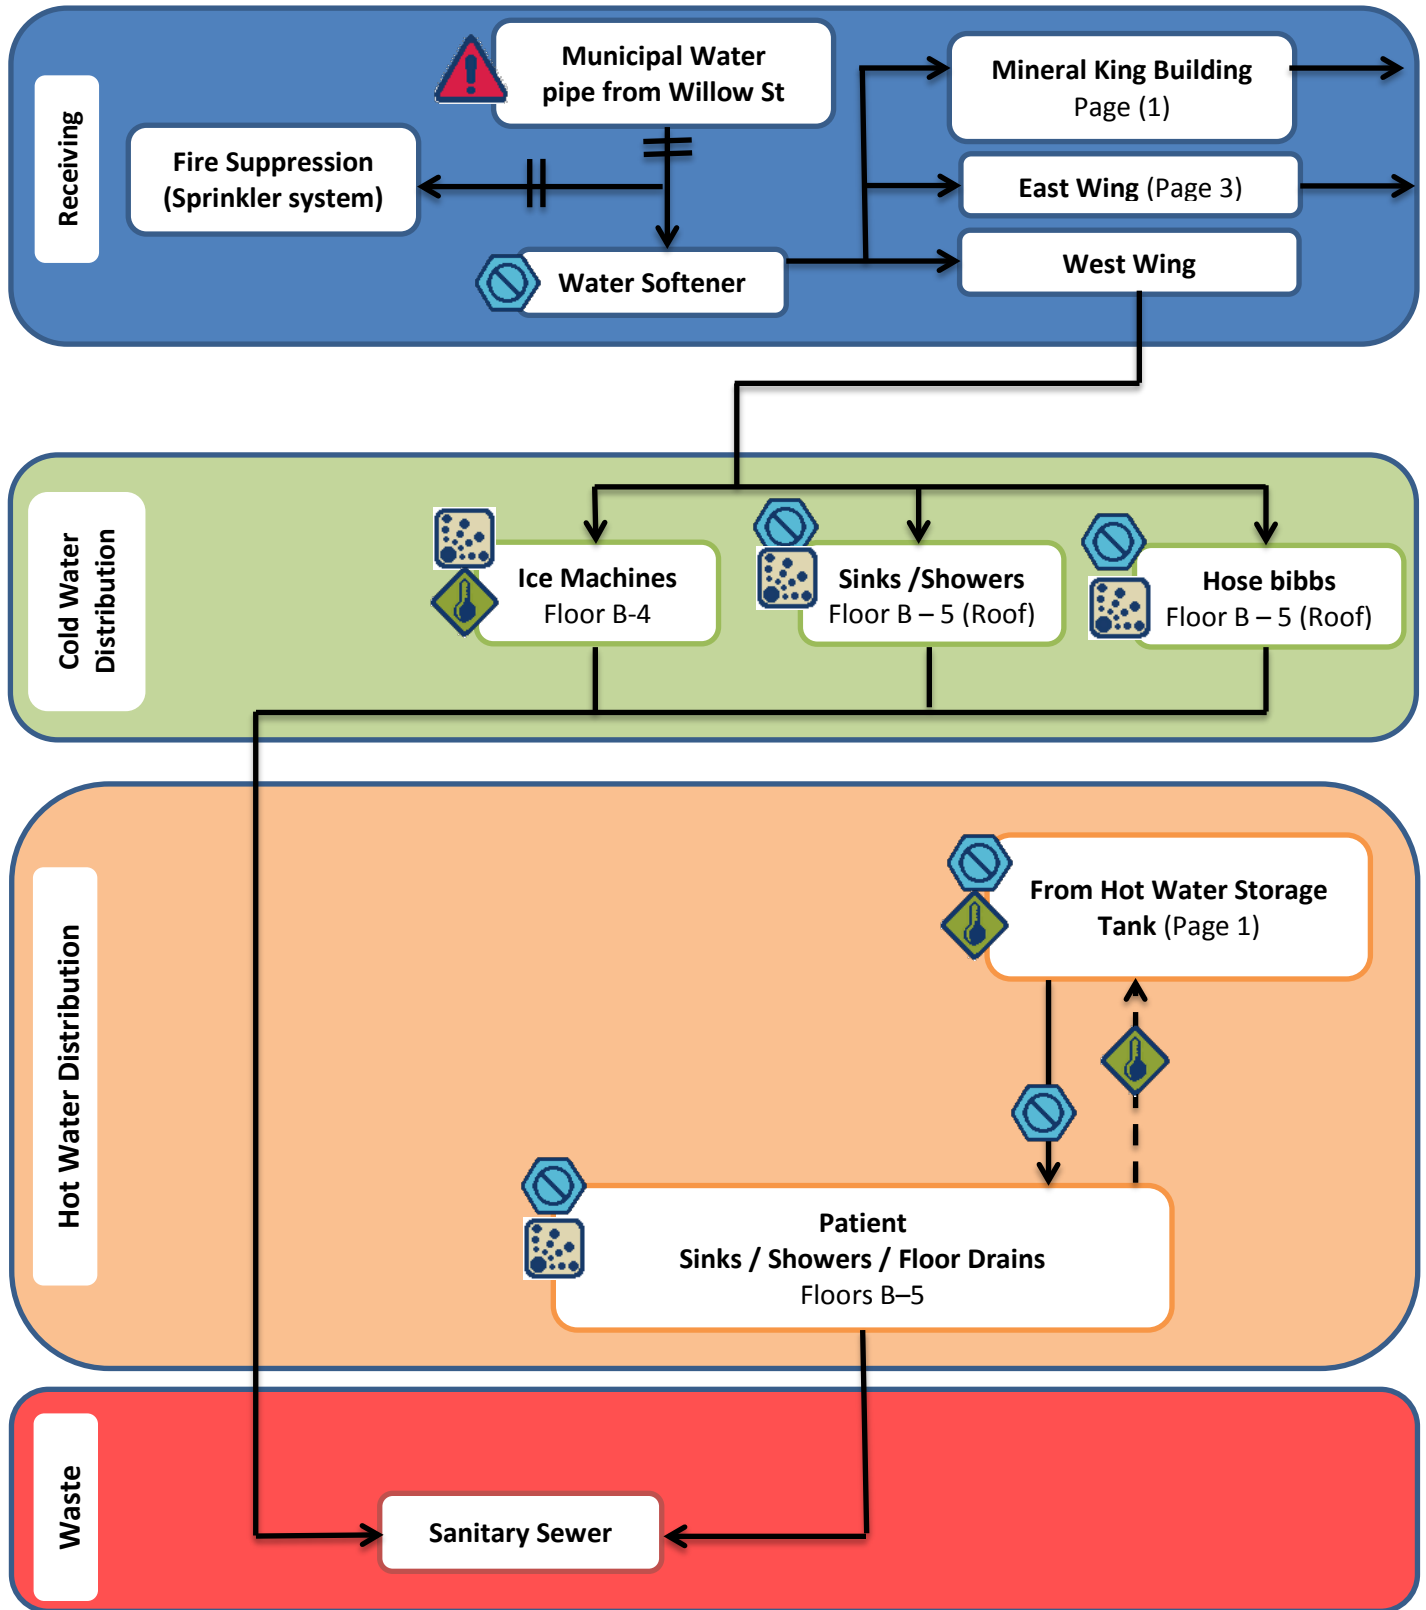 Receiving
Municipal Water
pipe from Willow St
Fire Suppression
(Sprinkler system)
Water Softener
Mineral King Building
Page (1)
East Wing (Page 3)
West Wing
Cold Water
Distribution
Ice Machines
Floor B-4
Sinks /Showers
Floor B – 5 (Roof)
Hose bibbs
Floor B – 5 (Roof)
Hot Water Distribution
From Hot Water Storage
Tank (Page 1)
Patient
Sinks / Showers / Floor Drains
Floors B–5
Waste
Sanitary Sewer